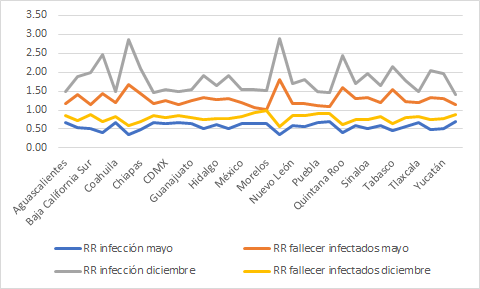 3.50
3.00
2.50
2.00
1.50
1.00
0.50
0.00
Aguascalientes
Baja California Sur
Coahuila
Chiapas
CDMX
Guanajuato
Hidalgo
México
Morelos
Nuevo León
Puebla
Quintana Roo
Sinaloa
Tabasco
Tlaxcala
Yucatán
RR infección mayo
RR fallecer infectados mayo
RR infección diciembre
RR fallecer infectados diciembre